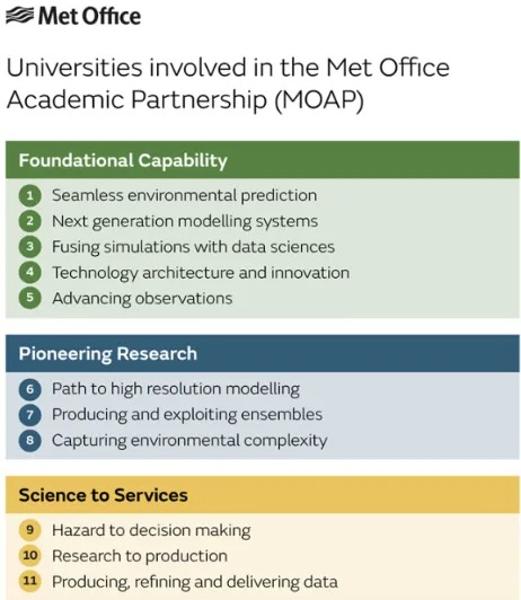 Met Office
Universities involved in the Met Office
Academic Partnership (MOAP)
Foundational Capability
1 Seamless environmental prediction
2 Next generation modelling systems
3 Fusing simulations with data sciences
4 Technology architecture and innovation
5 Advancing observations
Pioneering Research
6 Path to high resolution modelling
7 Producing and exploiting ensembles
8 Capturing environmental complexity
Science to Services
9 Hazard to decision making
10 Research to production
11 Producing, refining and delivering data